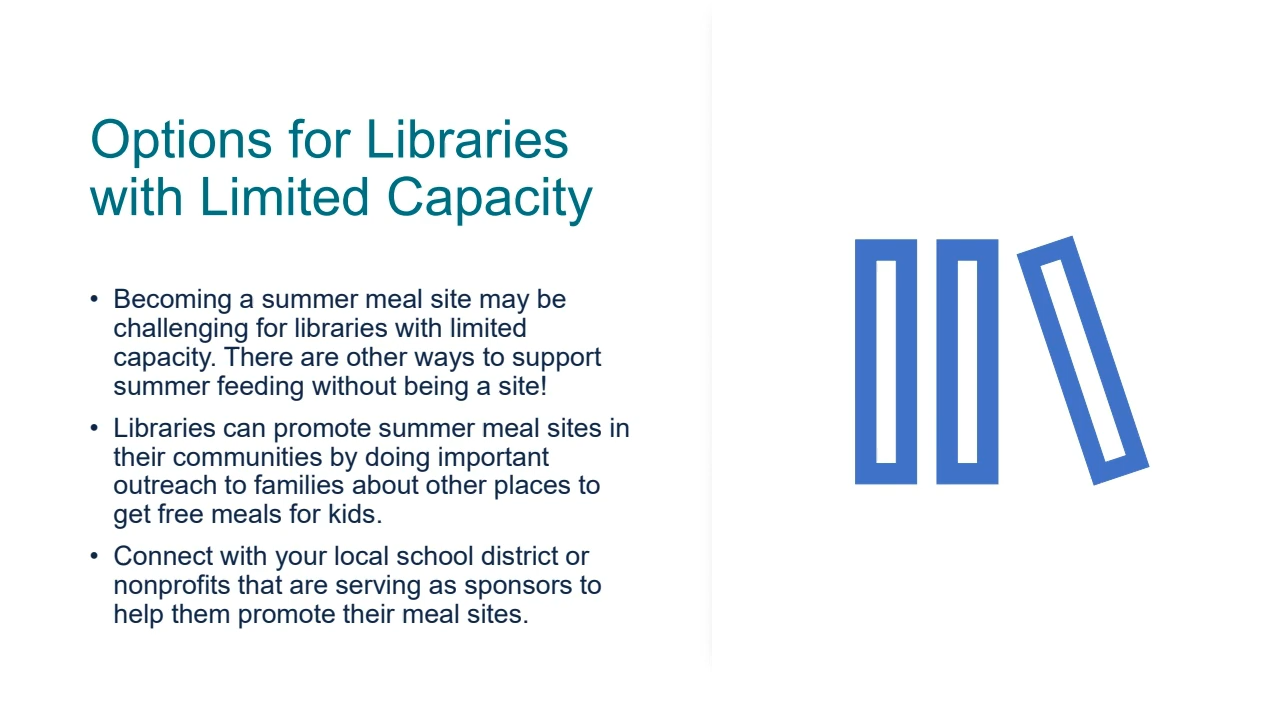 Options for Libraries
with Limited Capacity
• Becoming a summer meal site may be
challenging for libraries with limited
capacity. There are other ways to support
summer feeding without being a site!
• Libraries can promote summer meal sites in
their communities by doing important
outreach to families about other places to
get free meals for kids.
• Connect with your local school district or
nonprofits that are serving as sponsors to
help them promote their meal sites.